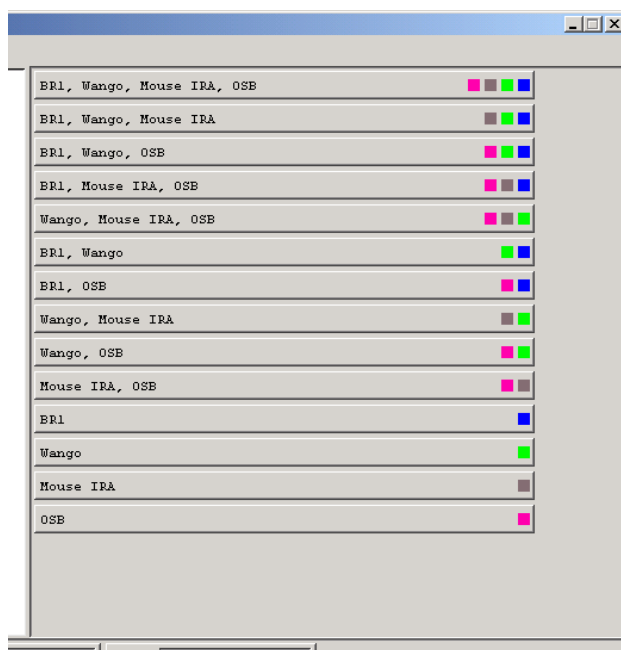 BR1, Wango, Mouse IRA, OSB
BR1, Wango, Mouse IRA
BR1, Wango, OSB
BR1, Mouse IRA, OSB
Wango, Mouse IRA, OSB
BR1, Wango
BR1, OSB
Wango, Mouse IRA
Wango, OSB
Mouse IRA, OSB
BR1
Wango
Mouse IRA
OSB